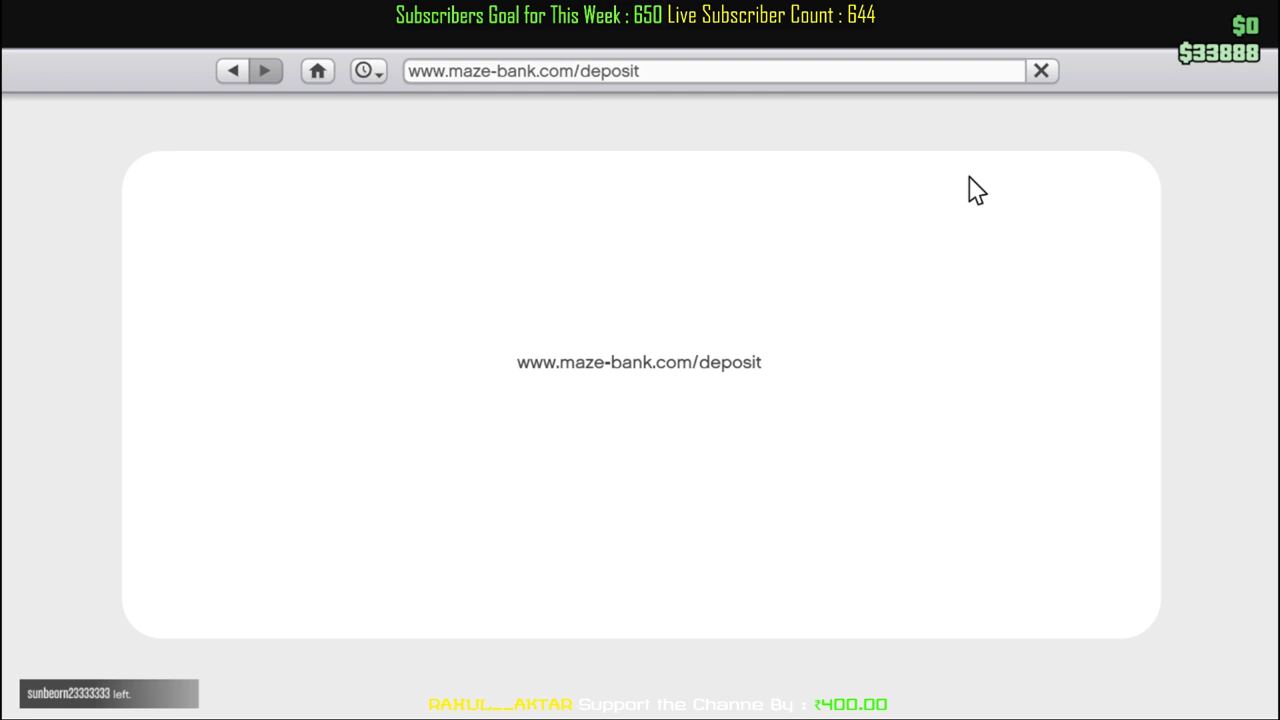 Subscribers Goal for This Week : 650 Live Subscriber Count : 644
$0
$33888
www.maze-bank.com/deposit
www.maze-bank.com/deposit
sunbeorn23333333 left.
RAXUL__AKTAR Support the Channe By : ₹400.00